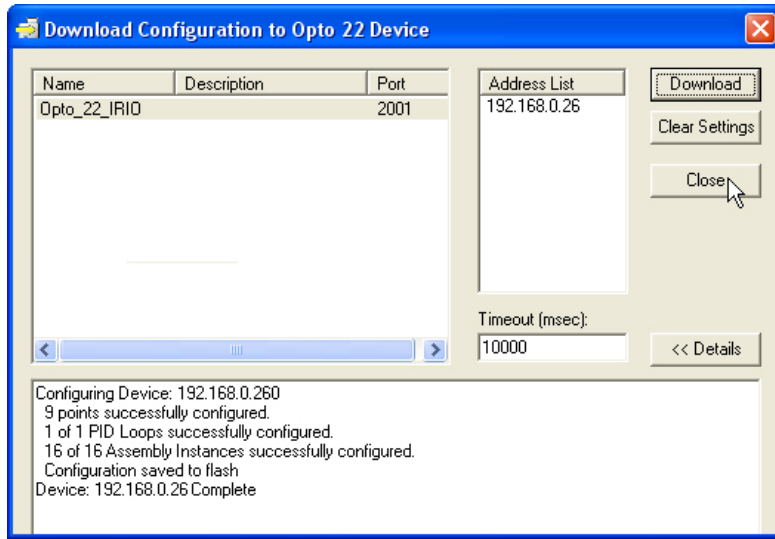 Download Configuration to Opto 22 Device
Name Description Port
Opto_22_IRIO 2001
Address List
192.168.0.26
Download
Clear Settings
Close
Timeout (msec):
10000
<< Details
Configuring Device: 192.168.0.260
9 points successfully configured.
1 of 1 PID Loops successfully configured.
16 of 16 Assembly Instances successfully configured.
Configuration saved to flash
Device: 192.168.0.26 Complete